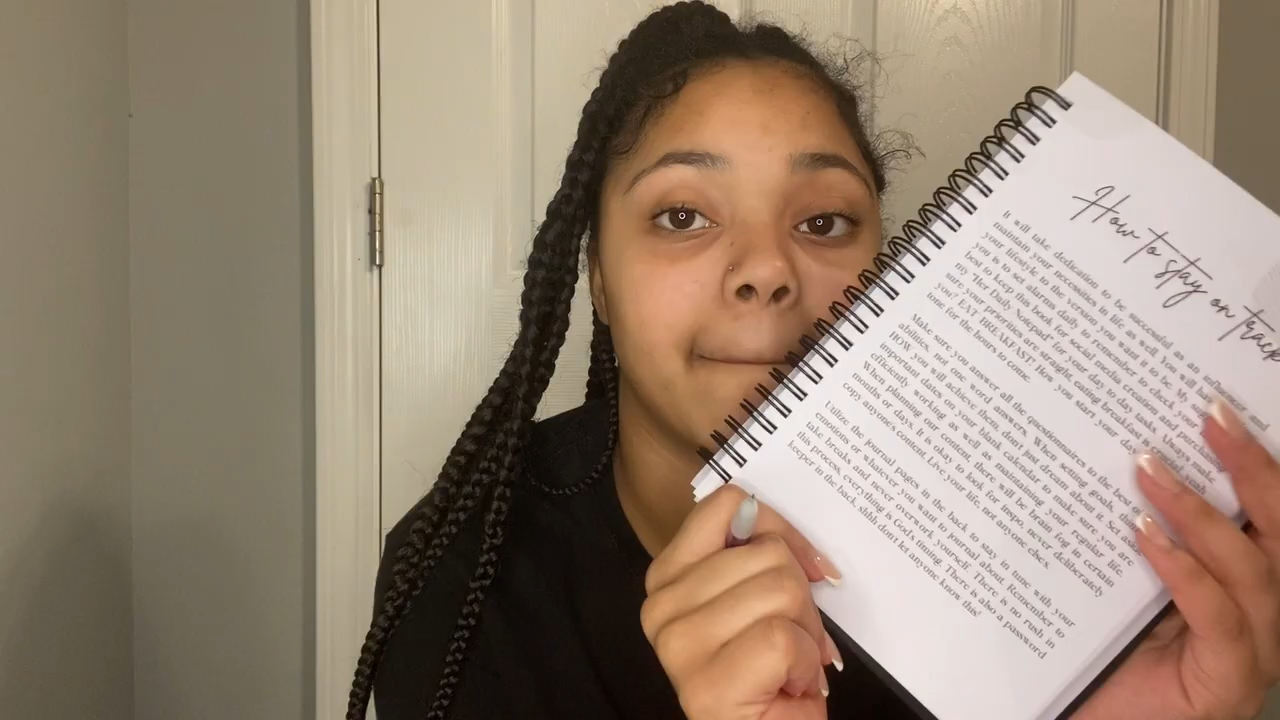 How to stay on track
It will take dedication to be successful as an influencer and
maintain your necessities in life as well. You will
your lifestyle to the version you want it to be. My
you is to set alarms daily to remember to check your
best to keep this book for social media creation and purchase
my "Her Daily Notepad" for your day to day tasks. Always make
sure your priorities are straight, eating breakfast is crucial, yeah
you? EAT BREAKFAST! How you start your day
tone for the hours to come.
Make sure you answer all the questionnaires to the best of
abilities, not one word answers. When setting goals,
HOW you will achieve them, don't just dream about it. Set
important dates on your blank calendar to make sure you are
efficiently working as well as maintaining your regular life.
When planning our content, there will be brain fog in certain
months or days. It is okay to look for inspo, never deliberately
copy anyone's content. Live your life, not anyone else's.
Utilize the journal pages in the back to stay in tune with your
emotions or whatever you want to journal about. Remember to
take breaks and never overwork yourself. There is no rush in
this process, everything is God's timing. There is also a password
keeper in the back, shhh don't let anyone know this!